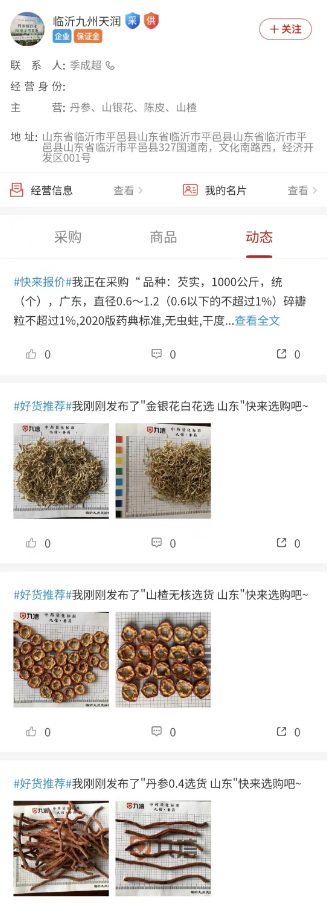 临沂九州天润 采 供
企业 保证金
+ 关注
联系人: 季成超
经营身份:
主营: 丹参、山银花、陈皮、山楂
地址: 山东省临沂市平邑县山东省临沂市平邑县山东省临沂市平
邑县山东省临沂市平邑县327国道南，文化南路西，经济开
发区001号
经营信息 查看 我的名片 查看
采购 商品 动态
#快来报价#我正在采购“ 品种：芡实，1000公斤，统
（个），广东，直径0.6～1.2（0.6以下的不超过1%）碎瓣
粒不超过1%,2020版药典标准,无虫蛀,干度...查看全文
0 0 0
#好货推荐#我刚刚发布了"金银花白花选 山东"快来选购吧~
九州
九州
0 0 0
#好货推荐#我刚刚发布了"山楂无核选货 山东"快来选购吧~
九州
0 0 0
#好货推荐#我刚刚发布了"丹参0.4选货 山东"快来选购吧~
九州
九州